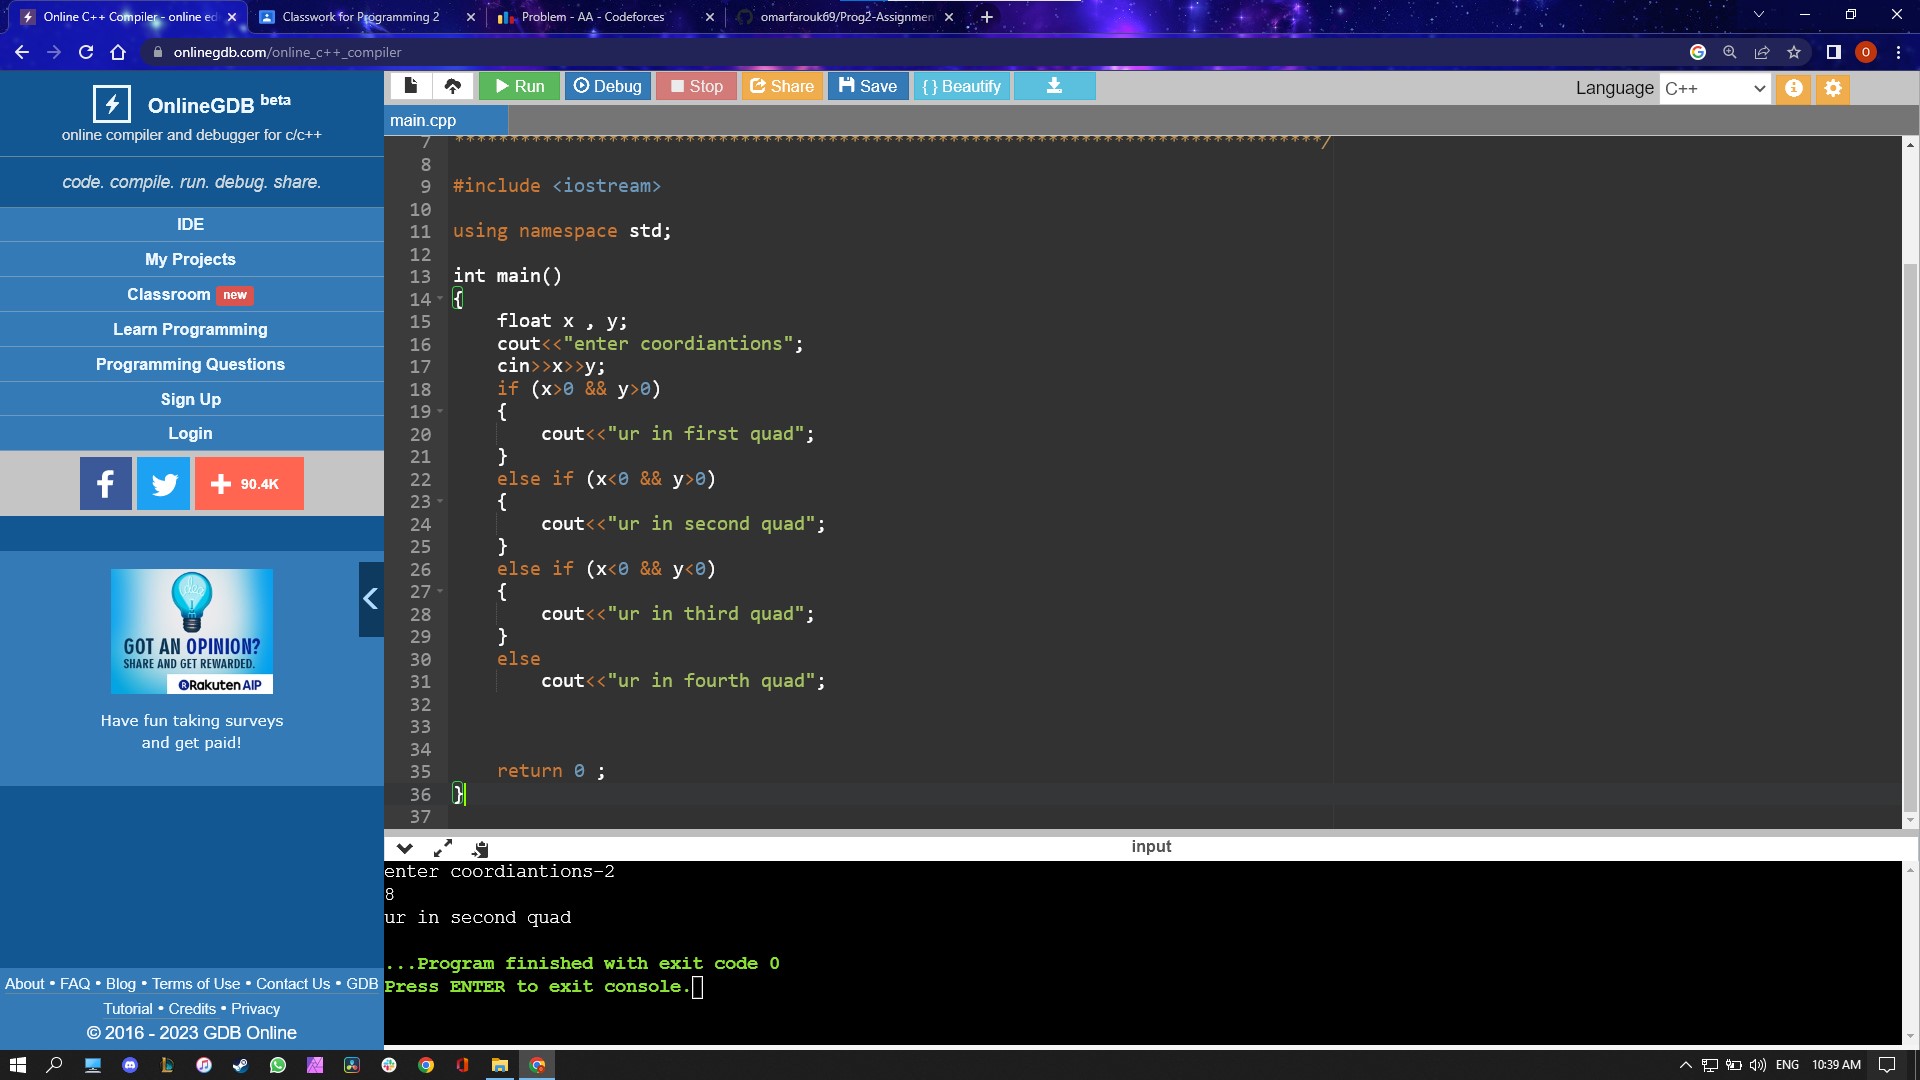 Online C++ Compiler - online ed
Classwork for Programming 2
Problem - AA - Codeforces
omarfarouk69/Prog2-Assignmen
onlinegdb.com/online_c++_compiler
O
OnlineGDB beta
online compiler and debugger for c/c++
code. compile. run. debug. share.
IDE
My Projects
Classroom new
Learn Programming
Programming Questions
Sign Up
Login
f
+ 90.4K
GOT AN OPINION?
SHARE AND GET REWARDED.
Rakuten AIP
Have fun taking surveys
and get paid!
About • FAQ • Blog • Terms of Use • Contact Us • GDB
Tutorial • Credits • Privacy
© 2016 - 2023 GDB Online
Run Debug Stop Share Save { } Beautify
Language C++
main.cpp
7 *******************************************************************************/
8
9 #include <iostream>
10
11 using namespace std;
12
13 int main()
14 {
15     float x , y;
16     cout<<"enter coordiantions";
17     cin>>x>>y;
18     if (x>0 && y>0)
19     {
20         cout<<"ur in first quad";
21     }
22     else if (x<0 && y>0)
23     {
24         cout<<"ur in second quad";
25     }
26     else if (x<0 && y<0)
27     {
28         cout<<"ur in third quad";
29     }
30     else
31         cout<<"ur in fourth quad";
32
33
34
35     return 0 ;
36 }
37
input
enter coordiantions-2
8
ur in second quad
...Program finished with exit code 0
Press ENTER to exit console.
ENG 10:39 AM